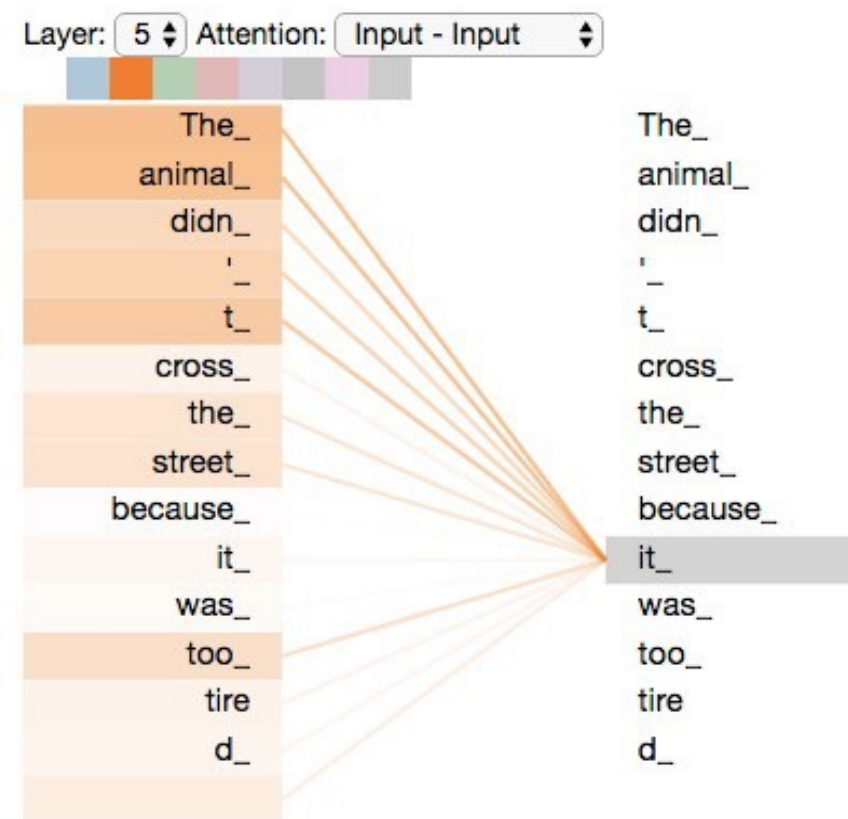 Layer: 5 Attention: Input - Input
The_ The_
animal_ animal_
didn_ didn_
'_ '_
t_ t_
cross_ cross_
the_ the_
street_ street_
because_ because_
it_ it_
was_ was_
too_ too_
tire tire
d_ d_